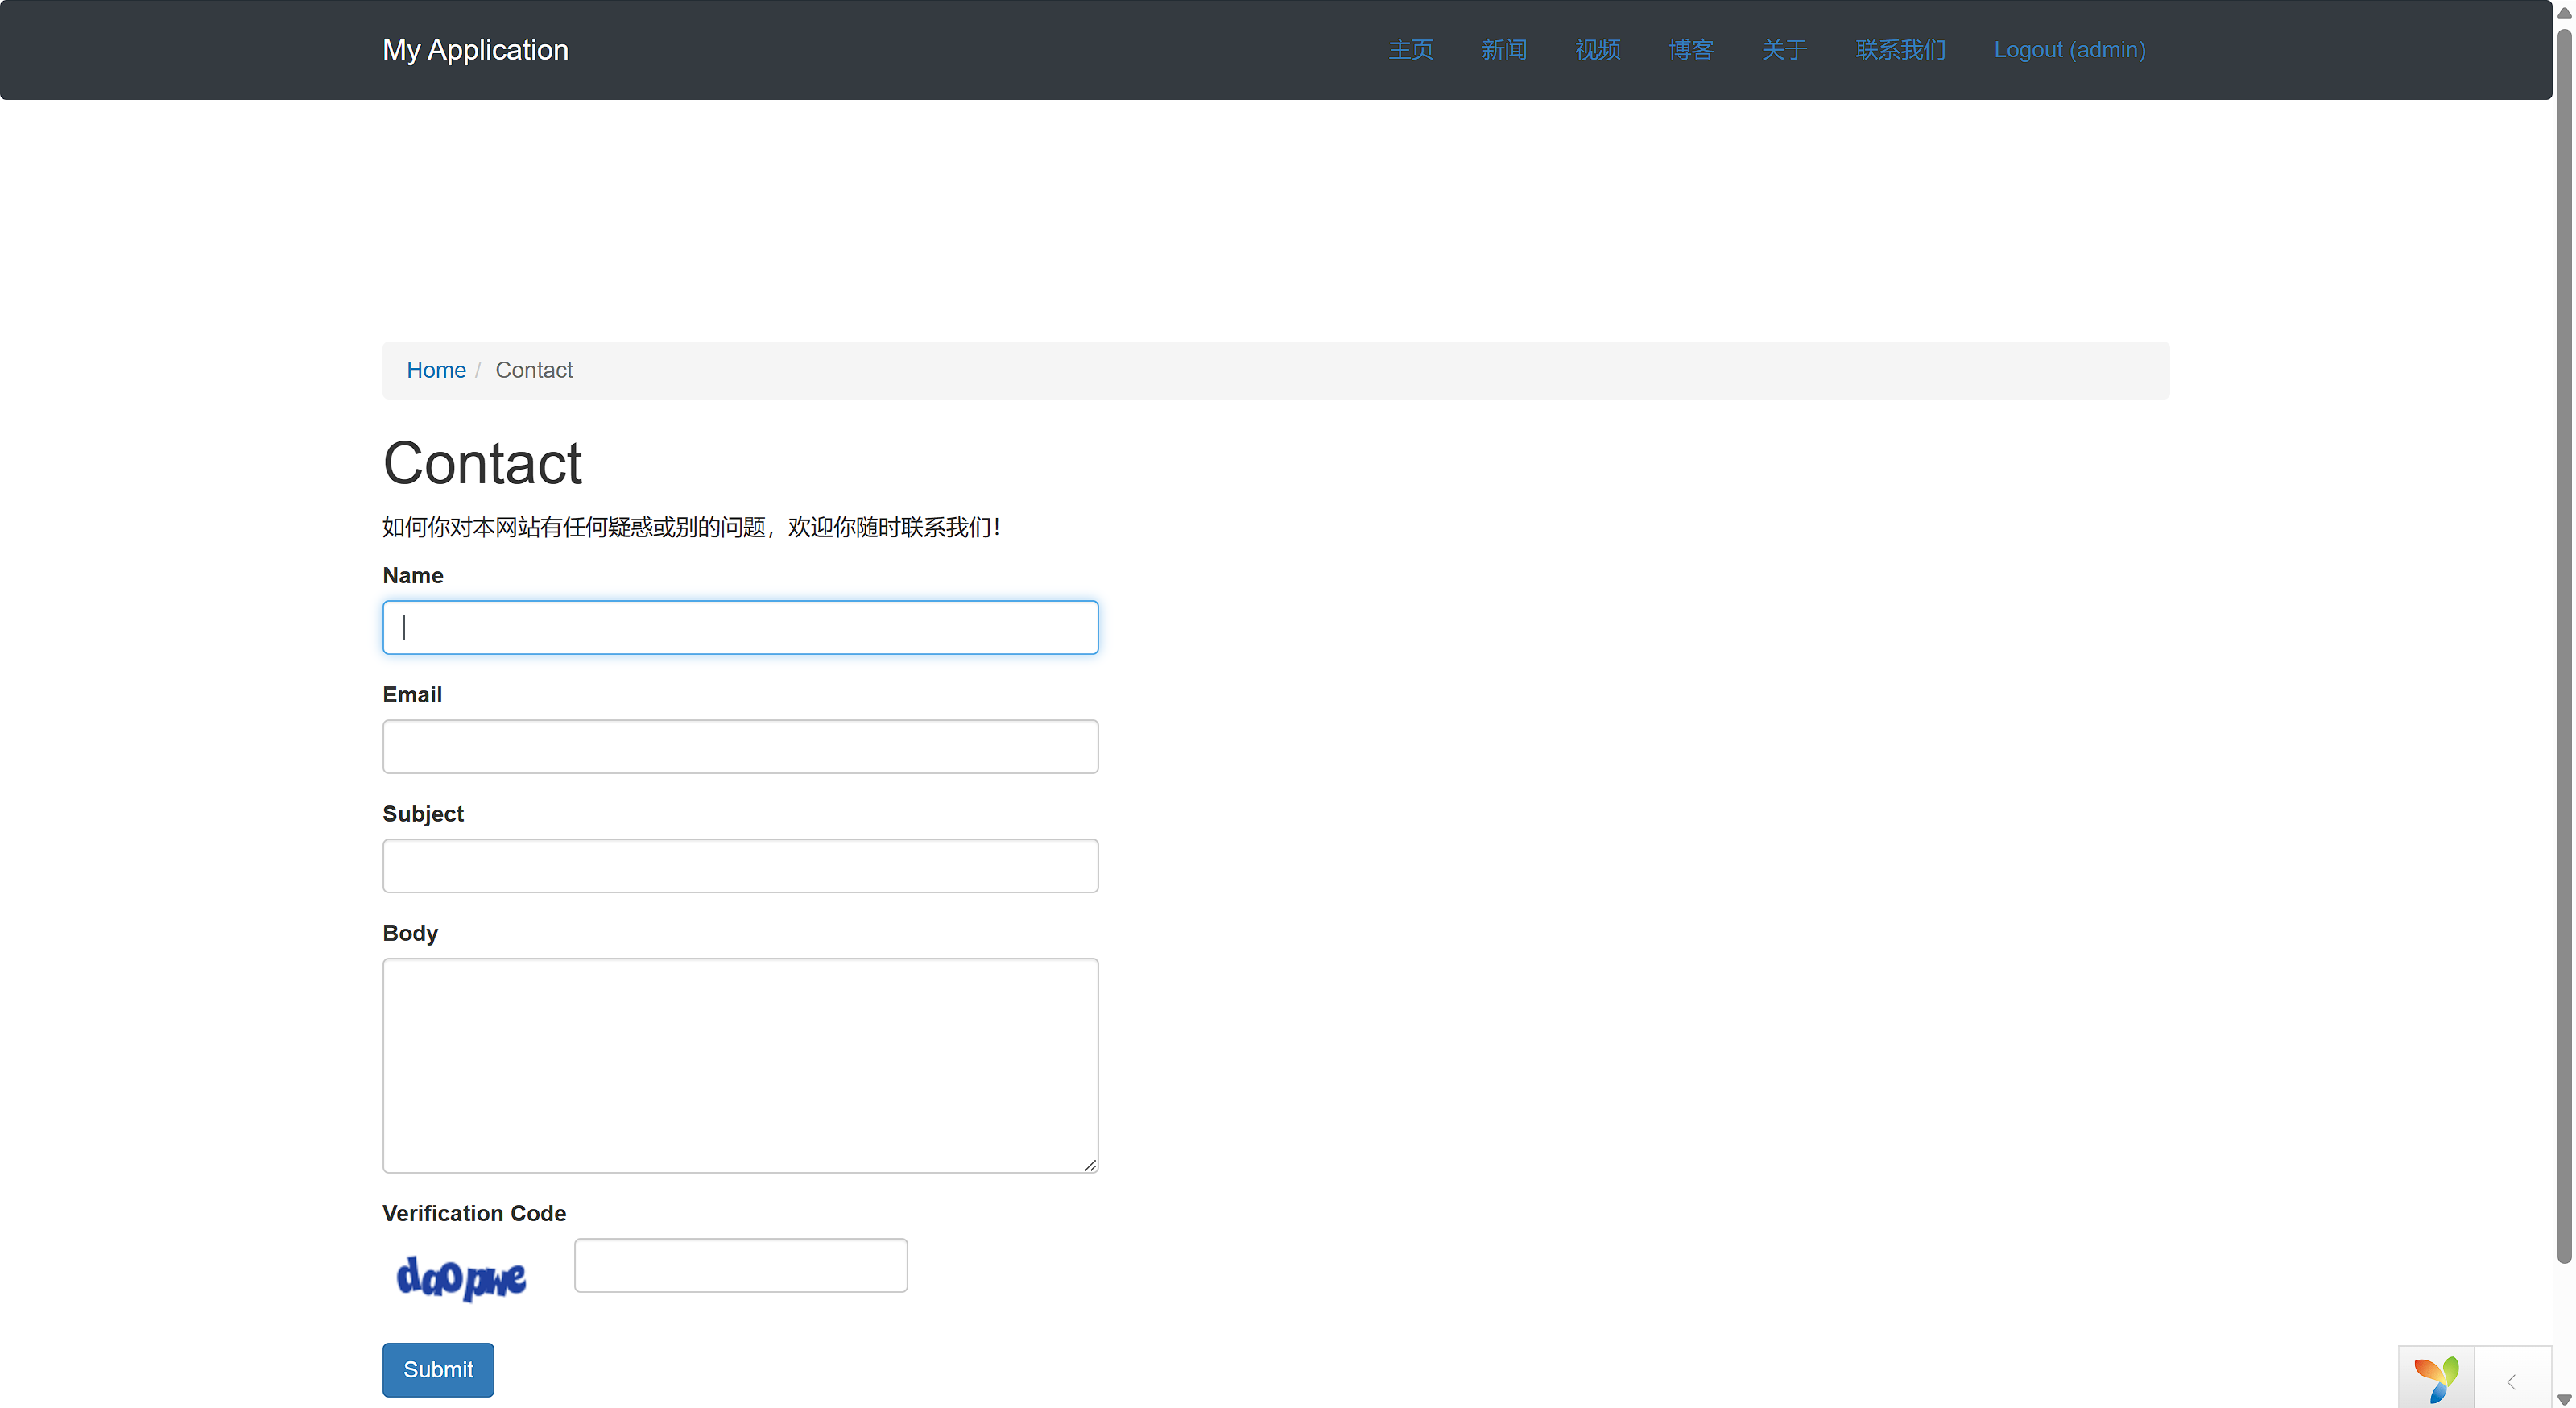 My Application 主页 新闻 视频 博客 关于 联系我们 Logout (admin)
Home / Contact
Contact
如何你对本网站有任何疑惑或别的问题，欢迎你随时联系我们！
Name
Email
Subject
Body
Verification Code
daopwe
Submit